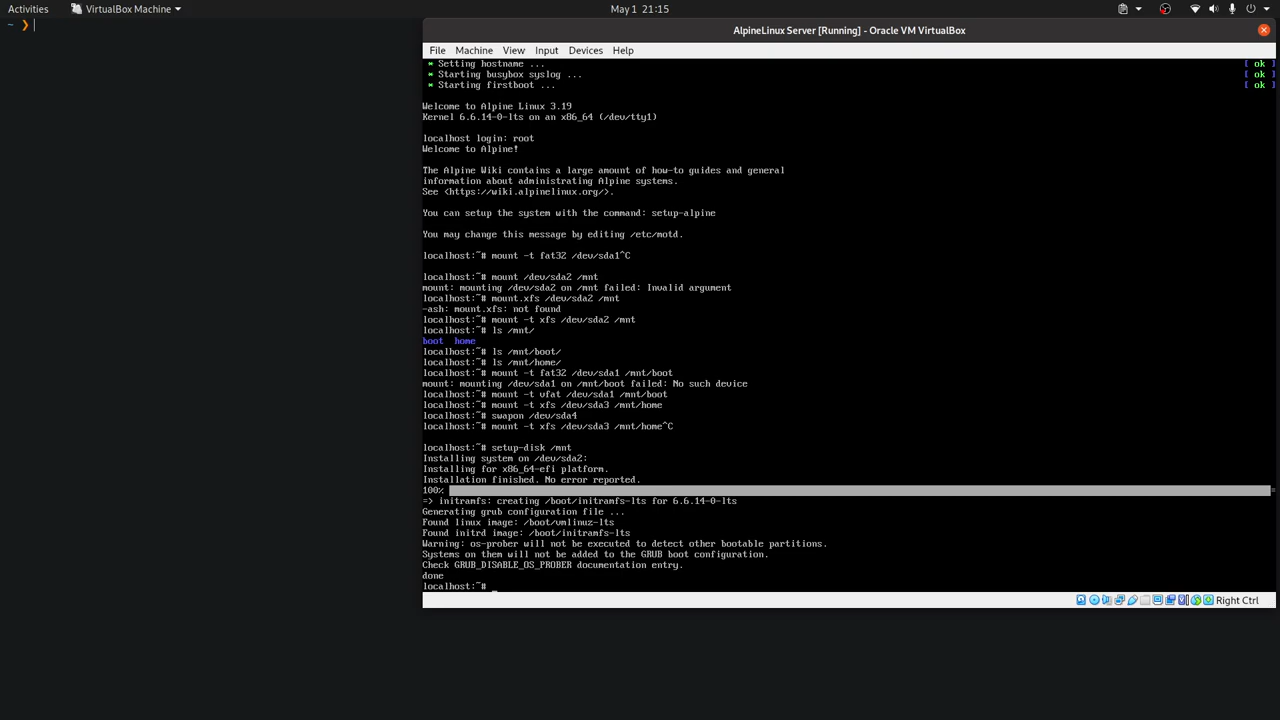 Activities
VirtualBox Machine
May 1 21:15
~ ❯
AlpineLinux Server [Running] - Oracle VM VirtualBox
File Machine View Input Devices Help
* Setting hostname ... [ ok ]
* Starting busybox syslog ... [ ok ]
* Starting firstboot ... [ ok ]
Welcome to Alpine Linux 3.19
Kernel 6.6.14-0-lts on an x86_64 (/dev/tty1)
localhost login: root
Welcome to Alpine!
The Alpine Wiki contains a large amount of how-to guides and general
information about administrating Alpine systems.
See <https://wiki.alpinelinux.org/>.
You can setup the system with the command: setup-alpine
You may change this message by editing /etc/motd.
localhost:~# mount -t fat32 /dev/sda1^C
localhost:~# mount /dev/sda2 /mnt
mount: mounting /dev/sda2 on /mnt failed: Invalid argument
localhost:~# mount.xfs /dev/sda2 /mnt
-ash: mount.xfs: not found
localhost:~# mount -t xfs /dev/sda2 /mnt
localhost:~# ls /mnt/
boot home
localhost:~# ls /mnt/boot/
localhost:~# ls /mnt/home/
localhost:~# mount -t fat32 /dev/sda1 /mnt/boot
mount: mounting /dev/sda1 on /mnt/boot failed: No such device
localhost:~# mount -t vfat /dev/sda1 /mnt/boot
localhost:~# mount -t xfs /dev/sda3 /mnt/home
localhost:~# swapon /dev/sda4
localhost:~# mount -t xfs /dev/sda3 /mnt/home^C
localhost:~# setup-disk /mnt
Installing system on /dev/sda2:
Installing for x86_64-efi platform.
Installation finished. No error reported.
100%
=> initramfs: creating /boot/initramfs-lts for 6.6.14-0-lts
Generating grub configuration file ...
Found linux image: /boot/vmlinuz-lts
Found initrd image: /boot/initramfs-lts
Warning: os-prober will not be executed to detect other bootable partitions.
Systems on them will not be added to the GRUB boot configuration.
Check GRUB_DISABLE_OS_PROBER documentation entry.
done
localhost:~# _
Right Ctrl